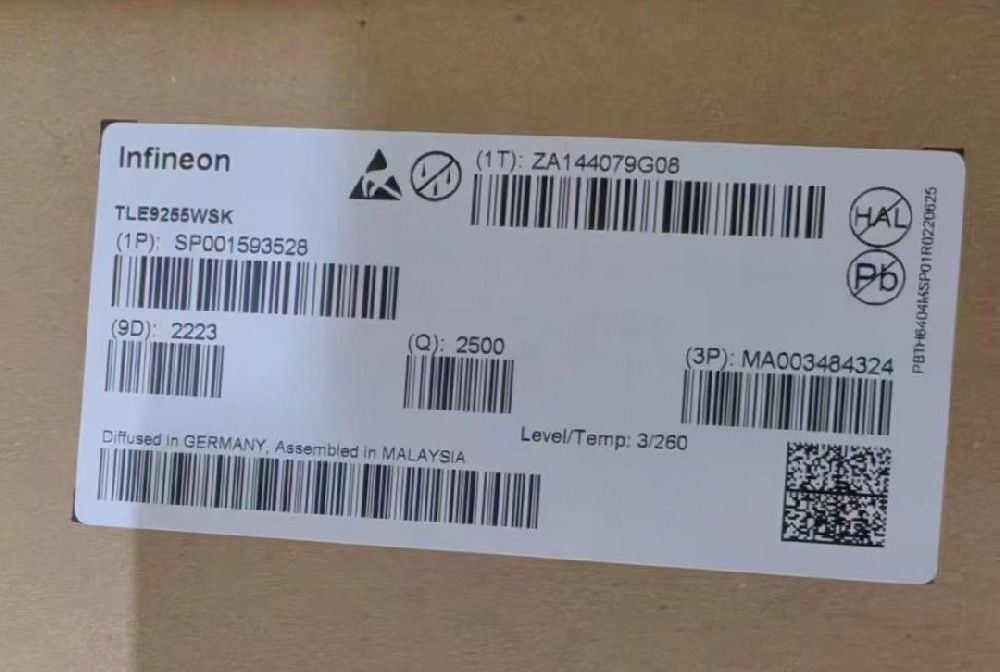 Infineon
(1T): ZA144079G08
TLE9255WSK
(1P): SP001593528
HAL
Pb
(9D): 2223
(Q): 2500
(3P): MA003484324
Level/Temp: 3/260
Diffused in GERMANY, Assembled in MALAYSIA